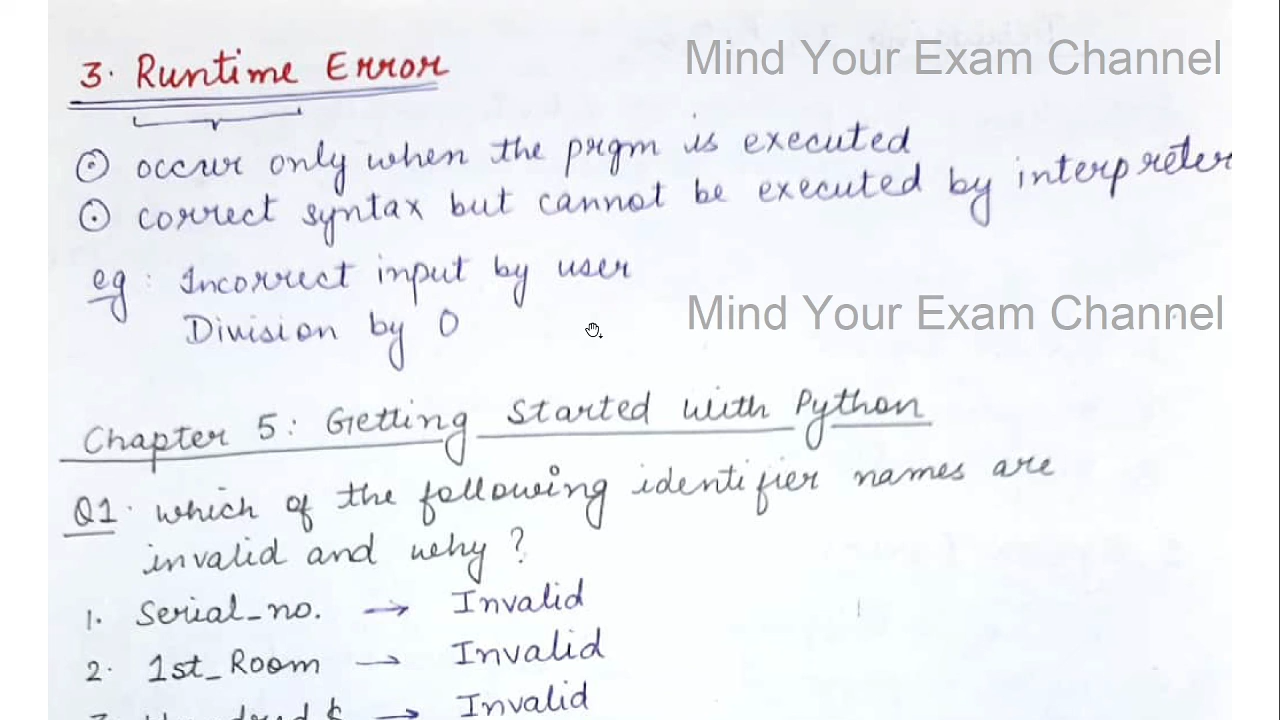 Mind Your Exam Channel
3. Runtime Error
⊙ occur only when the prgm is executed
⊙ correct syntax but cannot be executed by interpreter
eg: Incorrect input by user
Division by 0
Mind Your Exam Channel
Chapter 5: Getting Started with Python
Q1. which of the following identifier names are
invalid and why?
1. Serial_no. → Invalid
2. 1st_Room → Invalid
→ Invalid